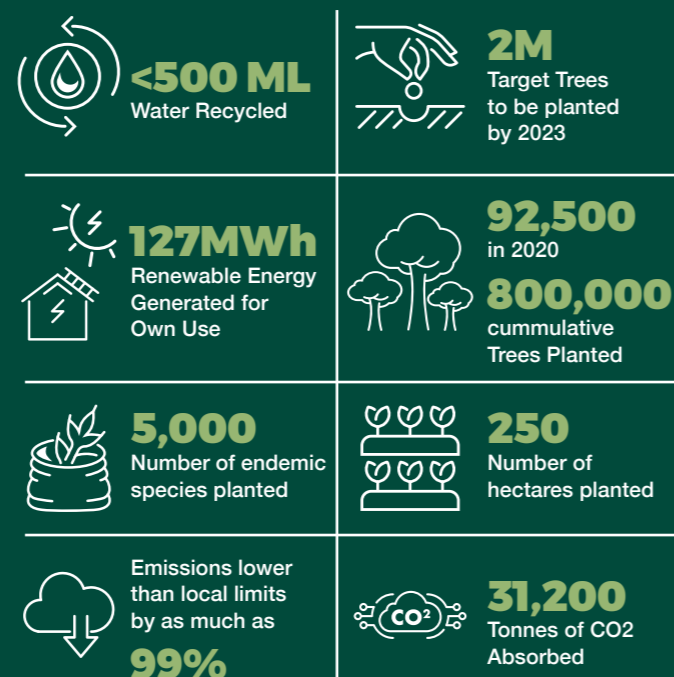 <500 ML
Water Recycled
2M
Target Trees
to be planted
by 2023
127MWh
Renewable Energy
Generated for
Own Use
92,500
in 2020
800,000
cummulative
Trees Planted
5,000
Number of endemic
species planted
250
Number of
hectares planted
Emissions lower
than local limits
by as much as
99%
CO²
31,200
Tonnes of CO2
Absorbed